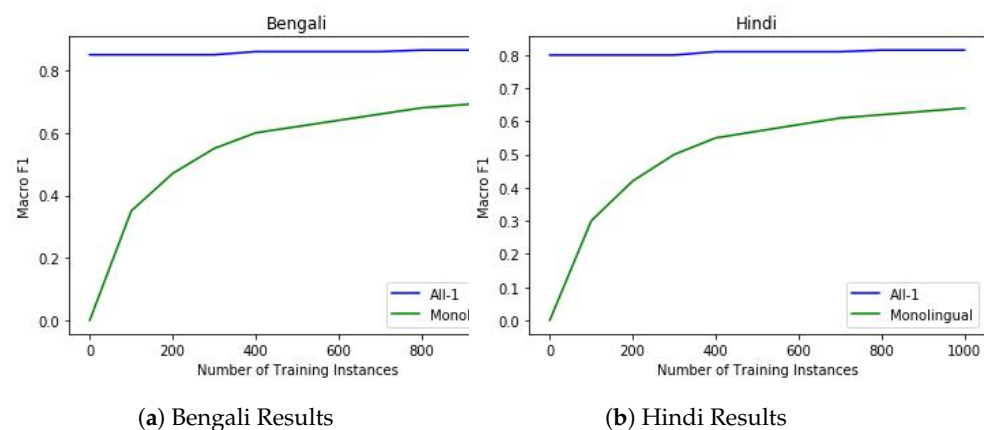 Bengali
Macro F1
0.8
0.6
0.4
0.2
0.0
0
200
400
600
800
Number of Training Instances
All-1
Monol
(a) Bengali Results
Hindi
Macro F1
0.8
0.7
0.6
0.5
0.4
0.3
0.2
0.1
0.0
0
200
400
600
800
1000
Number of Training Instances
All-1
Monolingual
(b) Hindi Results